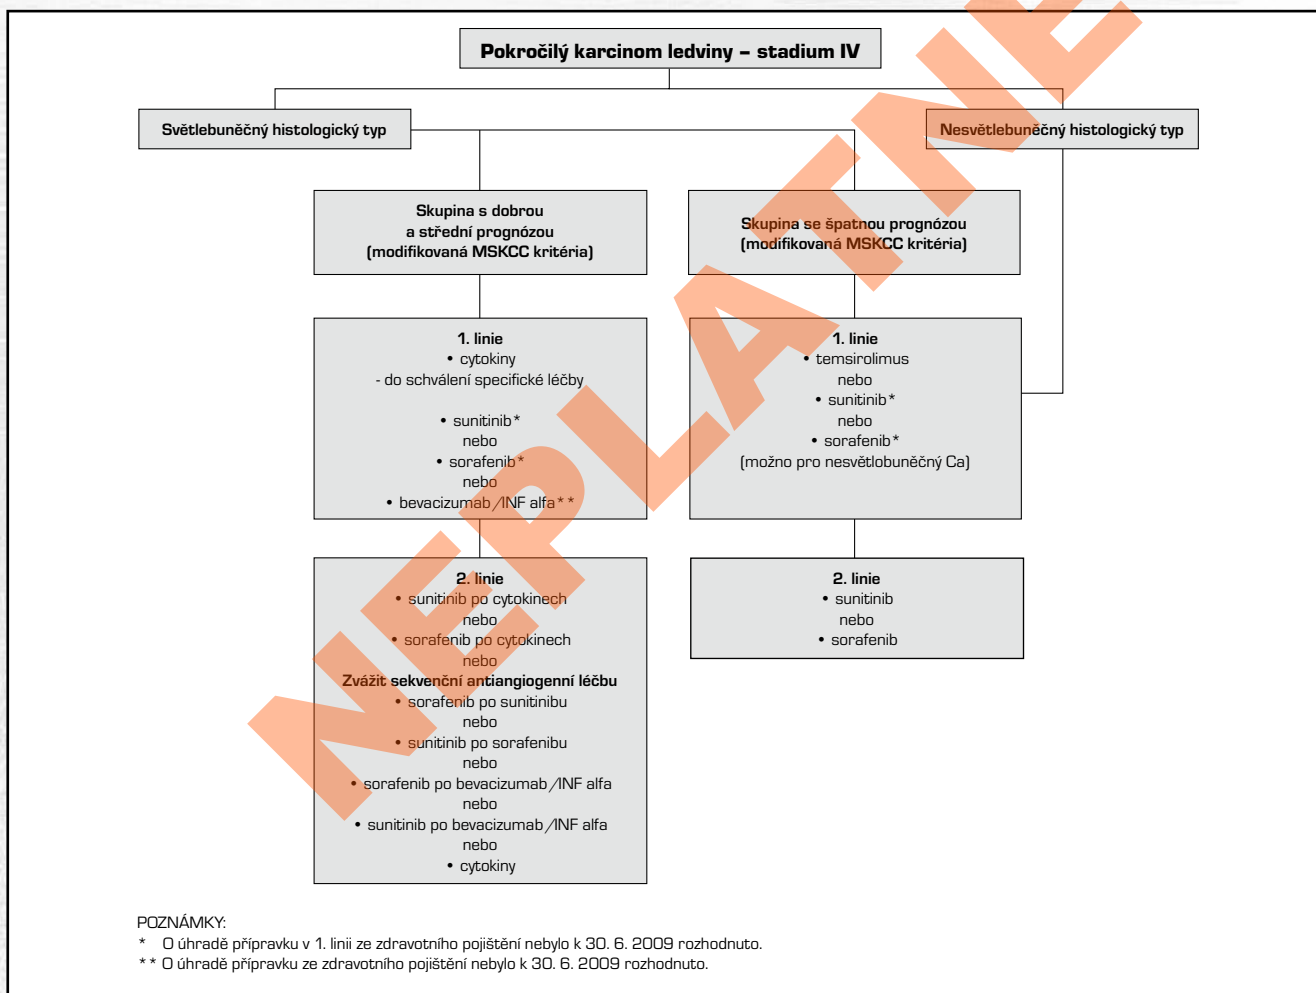 Pokročilý karcinom ledviny – stadium IV
Světlebuněčný histologický typ
Nesvětlebuněčný histologický typ
Skupina s dobrou
a střední prognózou
(modifikovaná MSKCC kritéria)
Skupina se špatnou prognózou
(modifikovaná MSKCC kritéria)
1. linie
• cytokiny
- do schválení specifické léčby
• sunitinib*
nebo
• sorafenib*
nebo
• bevacizumab/INF alfa**
1. linie
• temsirolimus
nebo
• sunitinib*
nebo
• sorafenib*
(možno pro nesvětlobuněčný Ca)
2. linie
• sunitinib po cytokinech
nebo
• sorafenib po cytokinech
nebo
Zvážit sekvenční antiangiogenní léčbu
• sorafenib po sunitinibu
nebo
• sunitinib po sorafenibu
nebo
• sorafenib po bevacizumab/INF alfa
nebo
• sunitinib po bevacizumab/INF alfa
nebo
• cytokiny
2. linie
• sunitinib
nebo
• sorafenib
POZNÁMKY:
* O úhradě přípravku v 1. linii ze zdravotního pojištění nebylo k 30. 6. 2009 rozhodnuto.
** O úhradě přípravku ze zdravotního pojištění nebylo k 30. 6. 2009 rozhodnuto.
NEPLATNE